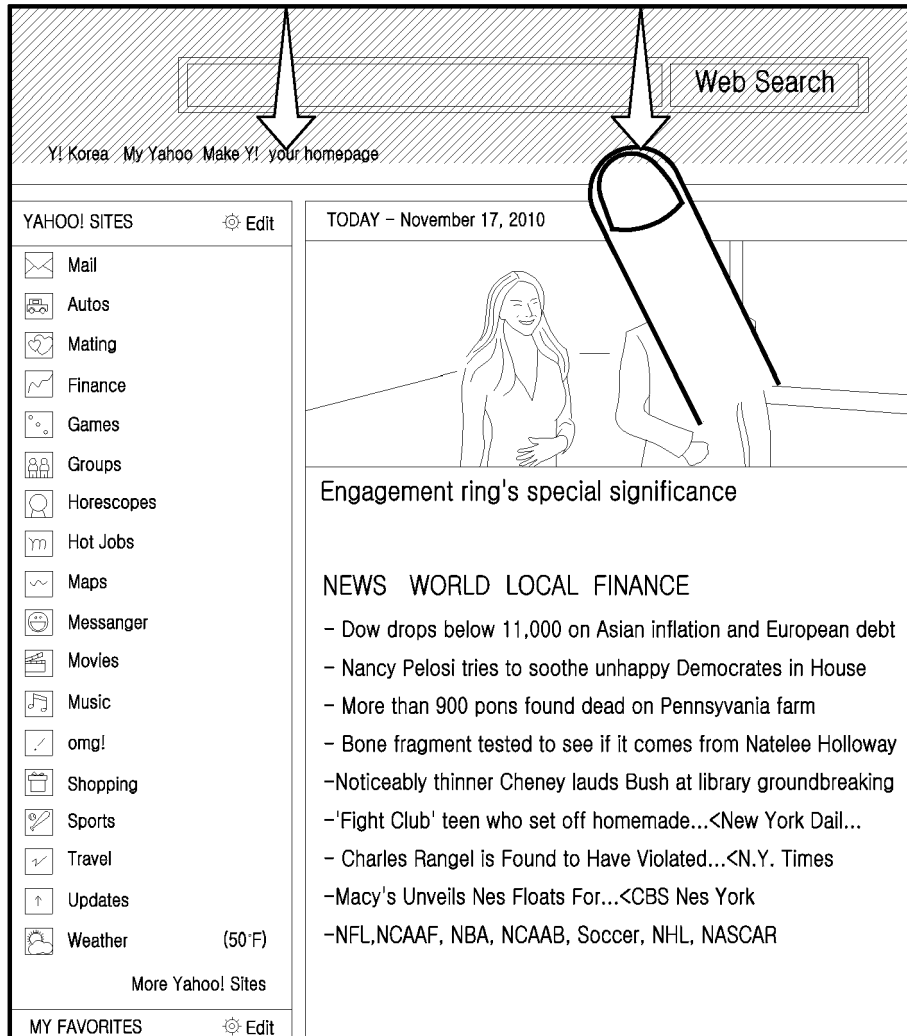 Web Search
Y! Korea My Yahoo Make Y! your homepage
YAHOO! SITES Edit
Mail
Autos
Mating
Finance
Games
Groups
Horescopes
Hot Jobs
Maps
Messanger
Movies
Music
omg!
Shopping
Sports
Travel
Updates
Weather (50°F)
More Yahoo! Sites
MY FAVORITES Edit
TODAY - November 17, 2010
Engagement ring's special significance
NEWS WORLD LOCAL FINANCE
- Dow drops below 11,000 on Asian inflation and European debt
- Nancy Pelosi tries to soothe unhappy Democrates in House
- More than 900 pons found dead on Pennsyvania farm
- Bone fragment tested to see if it comes from Natelee Holloway
-Noticeably thinner Cheney lauds Bush at library groundbreaking
-'Fight Club' teen who set off homemade...<New York Dail...
- Charles Rangel is Found to Have Violated...<N.Y. Times
-Macy's Unveils Nes Floats For...<CBS Nes York
-NFL,NCAAF, NBA, NCAAB, Soccer, NHL, NASCAR